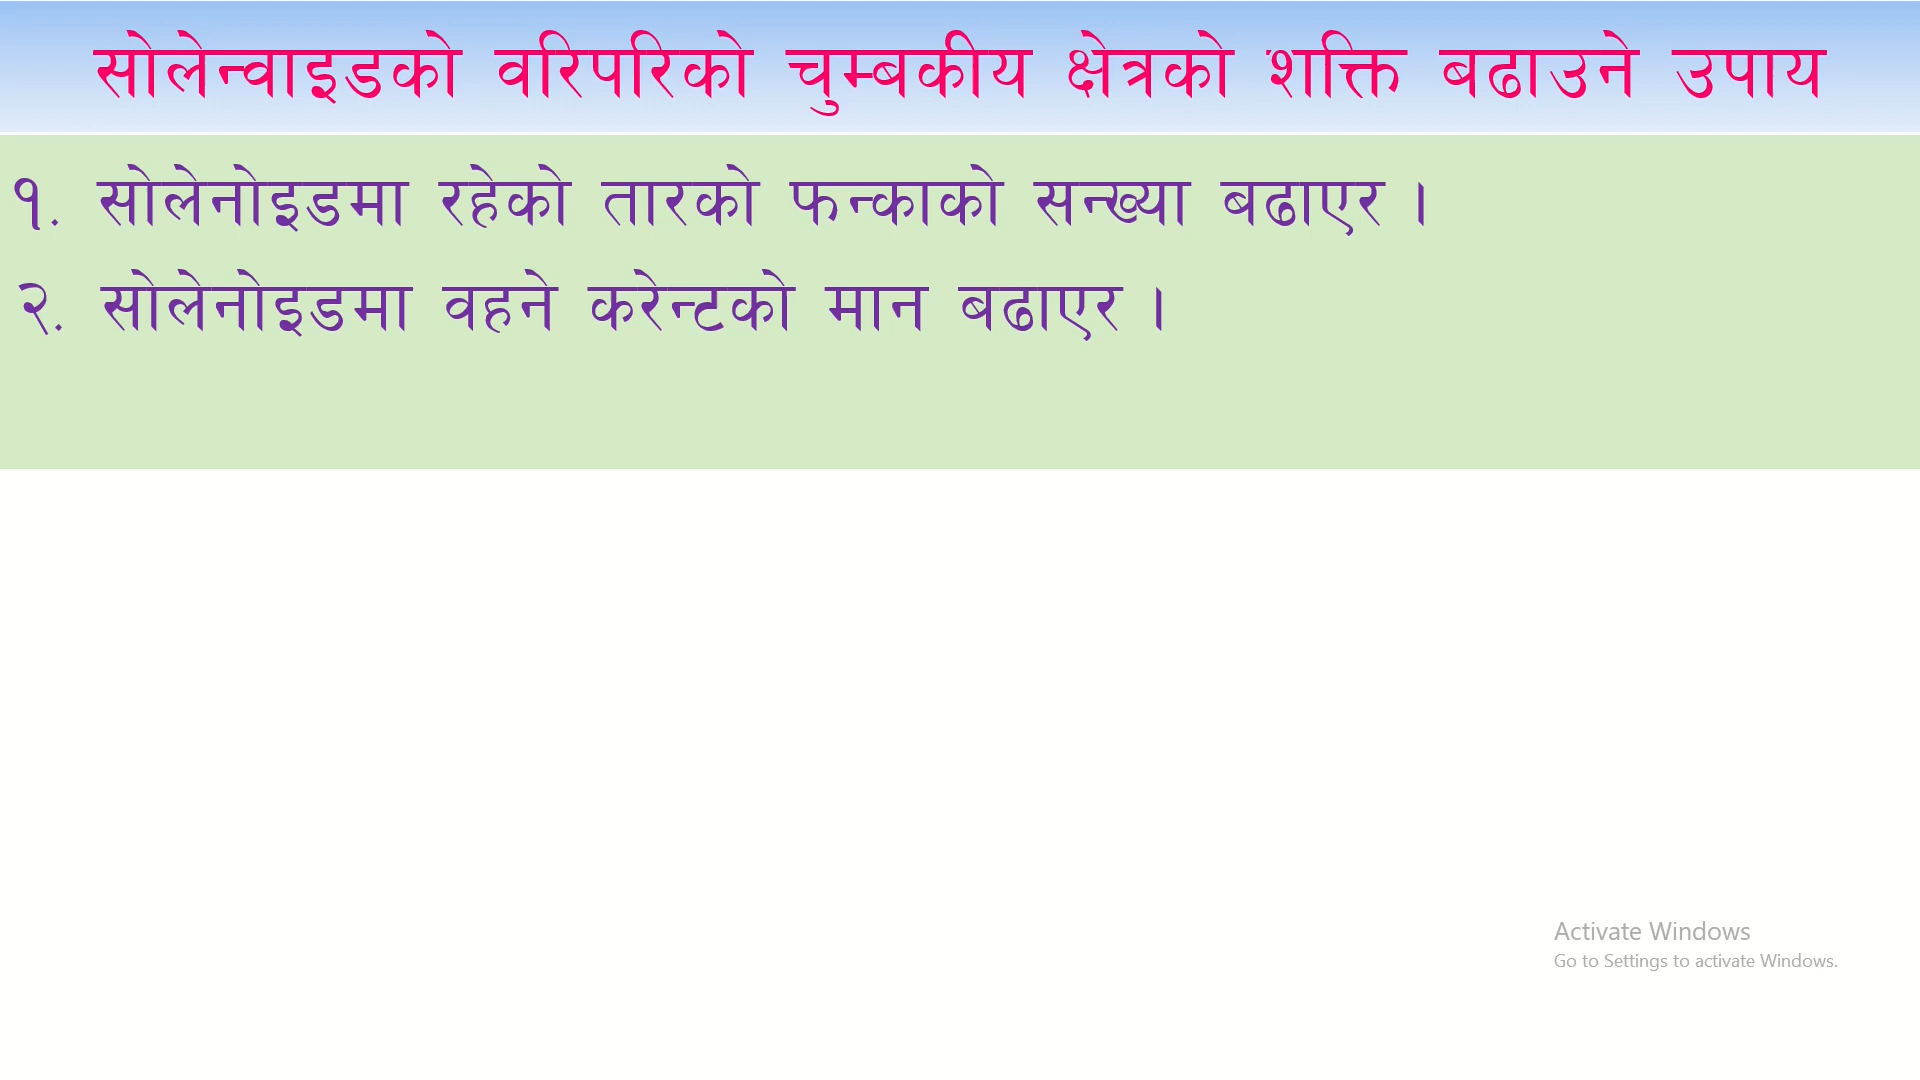 सोलेन्वाइडको वरिपरिको चुम्बकीय क्षेत्रको शक्ति बढाउने उपाय
१. सोलेनोइडमा रहेको तारको फन्काको सन्ख्या बढाएर ।
२. सोलेनोइडमा वहने करेन्टको मान बढाएर ।
Activate Windows
Go to Settings to activate Windows.